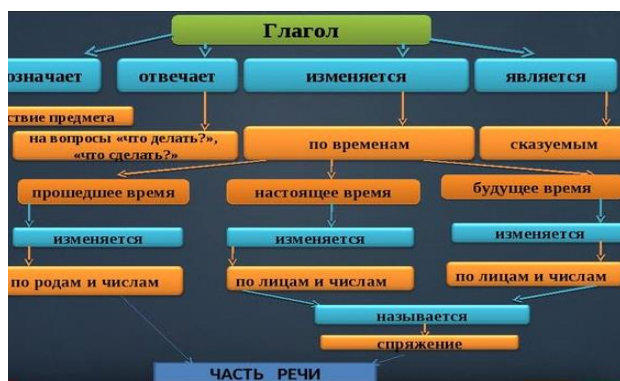 Глагол
означает
отвечает
изменяется
является
ствие предмета
на вопросы «что делать?»,
«что сделать?»
по временам
сказуемым
прошедшее время
настоящее время
будущее время
изменяется
изменяется
изменяется
по родам и числам
по лицам и числам
по лицам и числам
называется
спряжение
ЧАСТЬ РЕЧИ